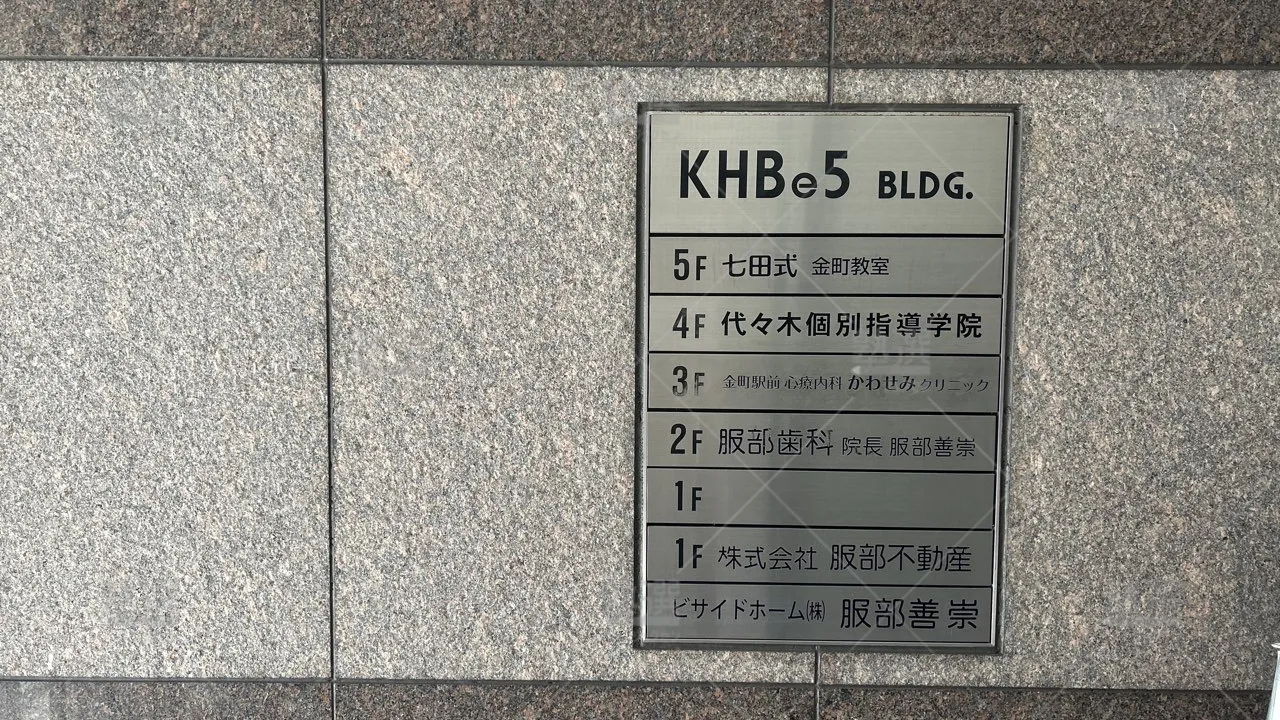 KHBe5 BLDG.
5F 七田式 金町教室
4F 代々木個別指導学院
3F 金町駅前 心療内科 かわせみ クリニック
2F 服部歯科 院長 服部善崇
1F
1F 株式会社 服部不動産
ビサイドホーム㈱ 服部善崇